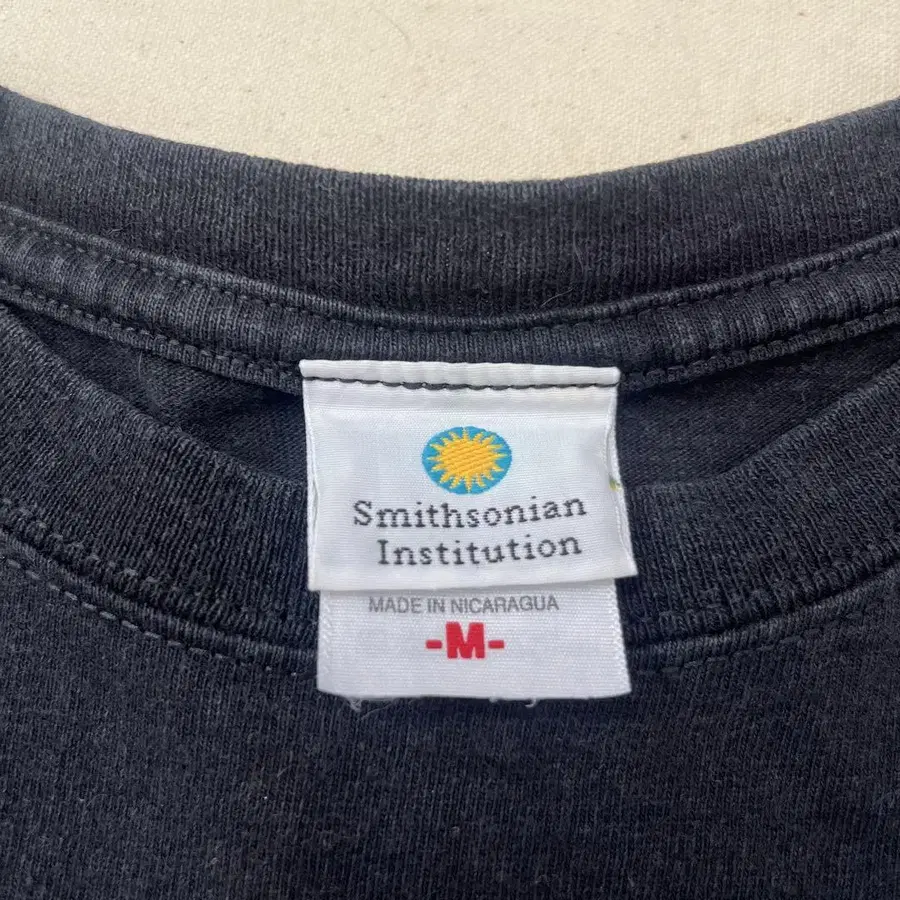 Smithsonian
Institution
MADE IN NICARAGUA
-M-